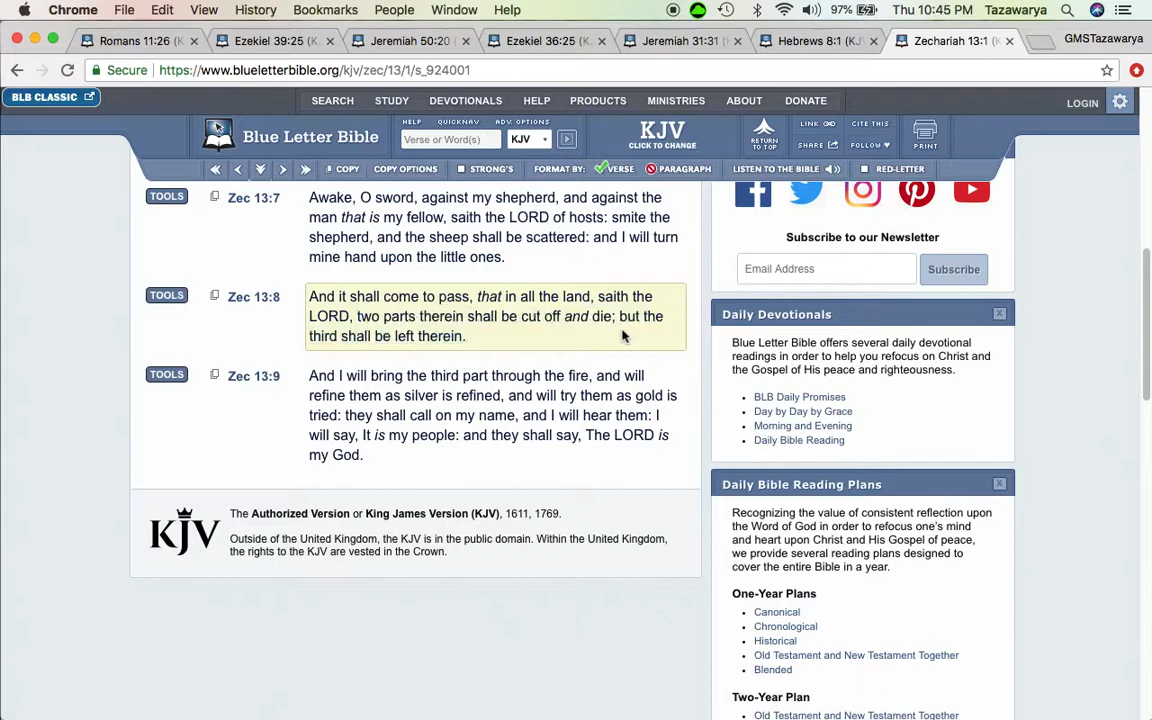 Chrome File Edit View History Bookmarks People Window Help 97% Thu 10:45 PM Tazawarya
Romans 11:26 (K Ezekiel 39:25 (K Jeremiah 50:20 ( Ezekiel 36:25 (K Jeremiah 31:31 ( Hebrews 8:1 (KJV Zechariah 13:1 ( GMSTazawarya
Secure https://www.blueletterbible.org/kjv/zec/13/1/s_924001
BLB CLASSIC
SEARCH STUDY DEVOTIONALS HELP PRODUCTS MINISTRIES ABOUT DONATE LOGIN
Blue Letter Bible
HELP QUICKNAV ADV. OPTIONS
Verse or Word(s) KJV
KJV
CLICK TO CHANGE
RETURN
TO TOP
LINK CITE THIS
SHARE FOLLOW
PRINT
COPY COPY OPTIONS STRONG'S FORMAT BY: VERSE PARAGRAPH LISTEN TO THE BIBLE RED-LETTER
TOOLS Zec 13:7 Awake, O sword, against my shepherd, and against the
man that is my fellow, saith the LORD of hosts: smite the
shepherd, and the sheep shall be scattered: and I will turn
mine hand upon the little ones.
TOOLS Zec 13:8 And it shall come to pass, that in all the land, saith the
LORD, two parts therein shall be cut off and die; but the
third shall be left therein.
TOOLS Zec 13:9 And I will bring the third part through the fire, and will
refine them as silver is refined, and will try them as gold is
tried: they shall call on my name, and I will hear them: I
will say, It is my people: and they shall say, The LORD is
my God.
KJV
The Authorized Version or King James Version (KJV), 1611, 1769.
Outside of the United Kingdom, the KJV is in the public domain. Within the United Kingdom,
the rights to the KJV are vested in the Crown.
Subscribe to our Newsletter
Email Address Subscribe
Daily Devotionals
Blue Letter Bible offers several daily devotional
readings in order to help you refocus on Christ and
the Gospel of His peace and righteousness.
BLB Daily Promises
Day by Day by Grace
Morning and Evening
Daily Bible Reading
Daily Bible Reading Plans
Recognizing the value of consistent reflection upon
the Word of God in order to refocus one's mind
and heart upon Christ and His Gospel of peace,
we provide several reading plans designed to
cover the entire Bible in a year.
One-Year Plans
Canonical
Chronological
Historical
Old Testament and New Testament Together
Blended
Two-Year Plan
Old Testament and New Testament Together